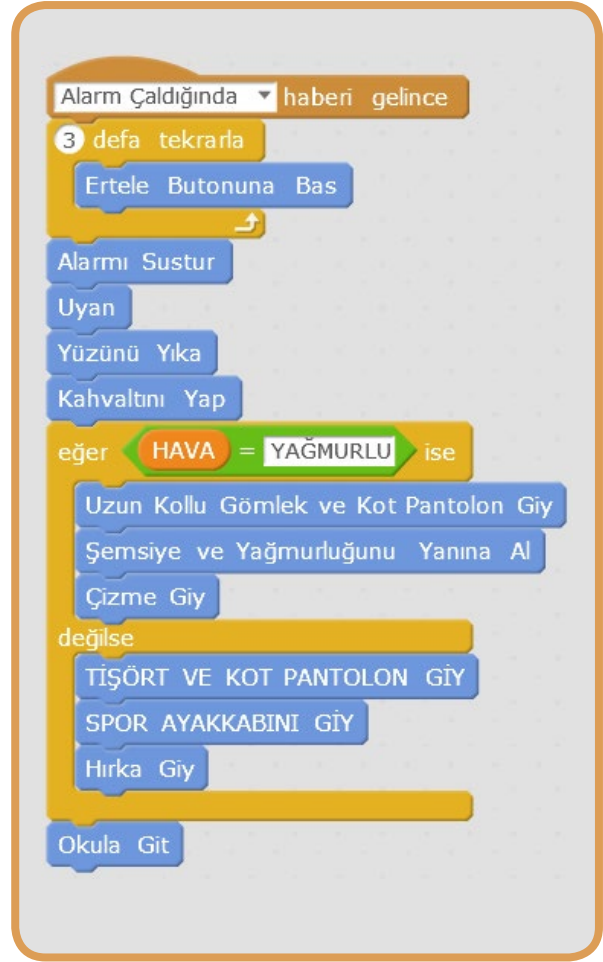 Alarm Çaldığında haberi gelince
3 defa tekrarla
Ertele Butonuna Bas
Alarmı Sustur
Uyan
Yüzünü Yıka
Kahvaltını Yap
eğer HAVA = YAĞMURLU ise
Uzun Kollu Gömlek ve Kot Pantolon Giy
Şemsiye ve Yağmurluğunu Yanına Al
Çizme Giy
değilse
TİŞÖRT VE KOT PANTOLON GİY
SPOR AYAKKABINI GİY
Hırka Giy
Okula Git